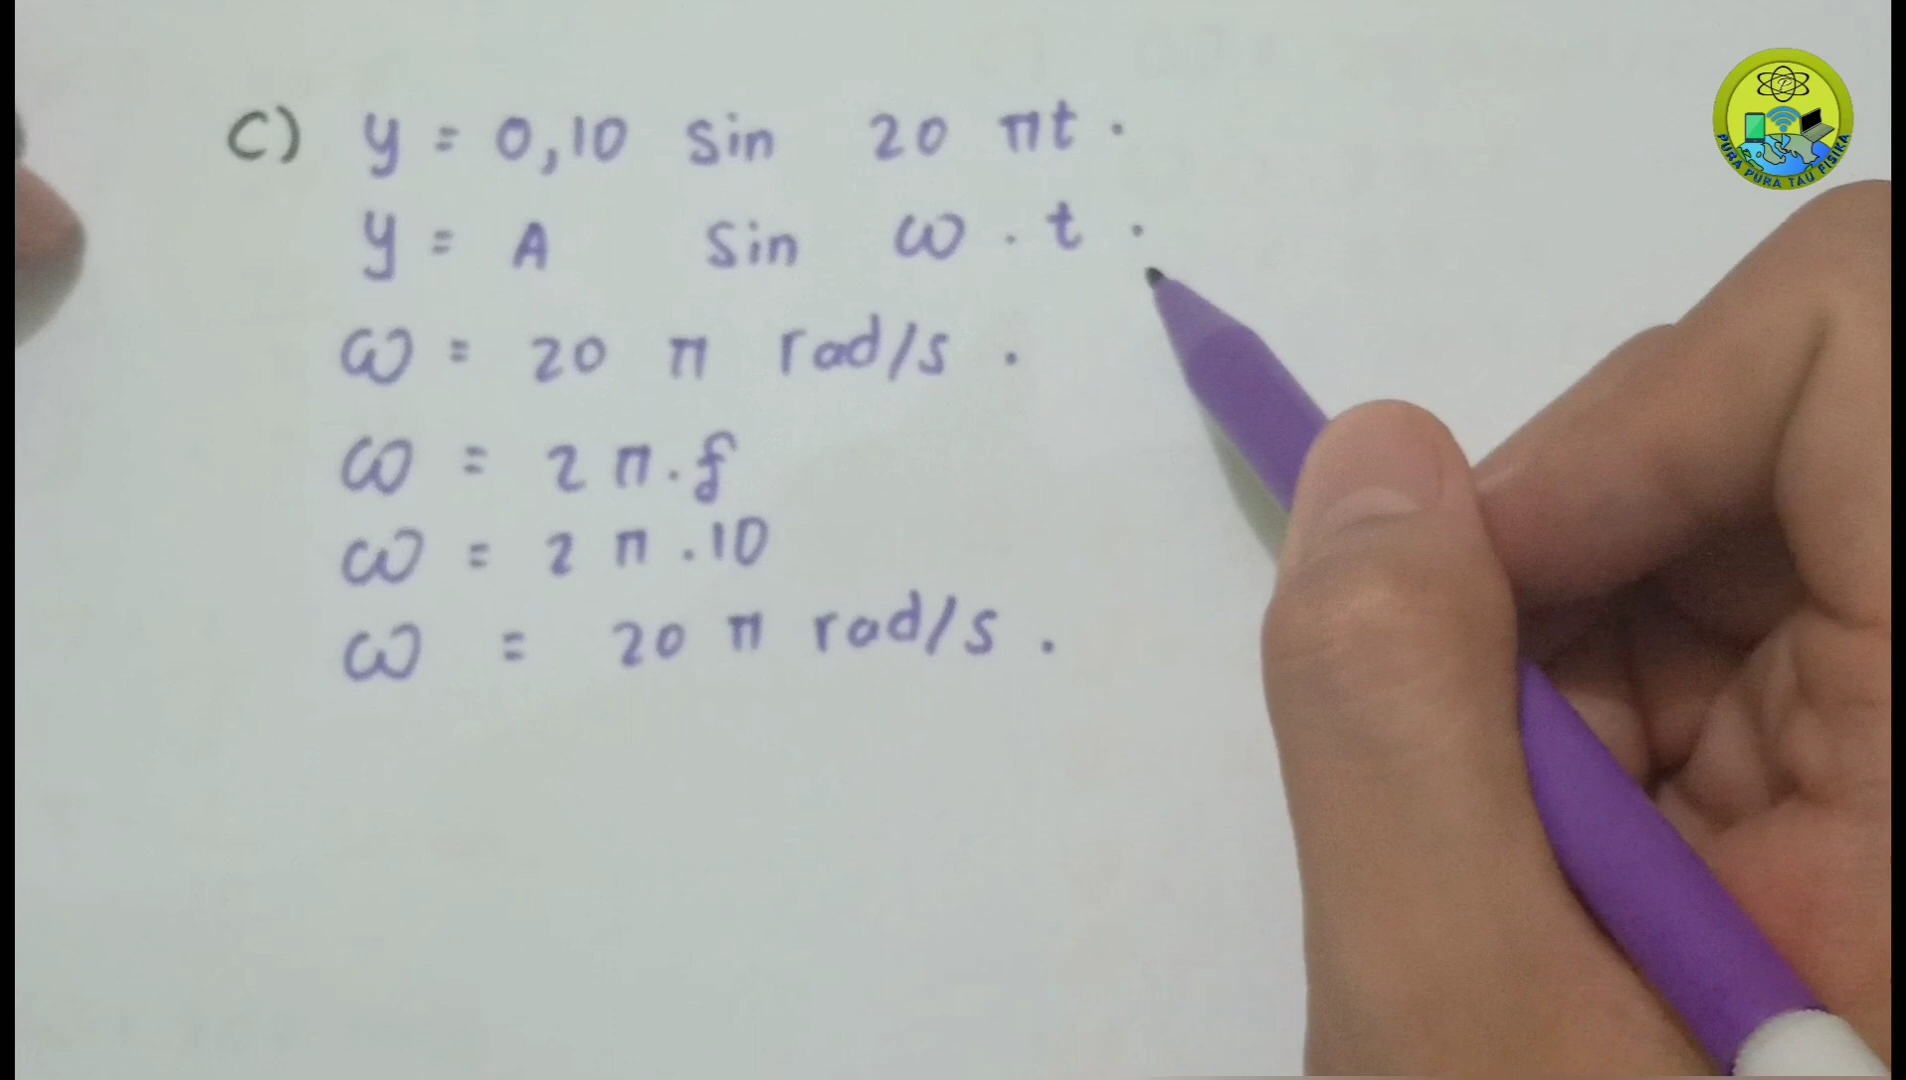 C) y = 0,10 sin 20 πt .
y = A sin ω . t .
ω = 20 π rad/s .
ω = 2 π . f
ω = 2 π . 10
ω = 20 π rad/s .
PURA PURA TAU FISIKA